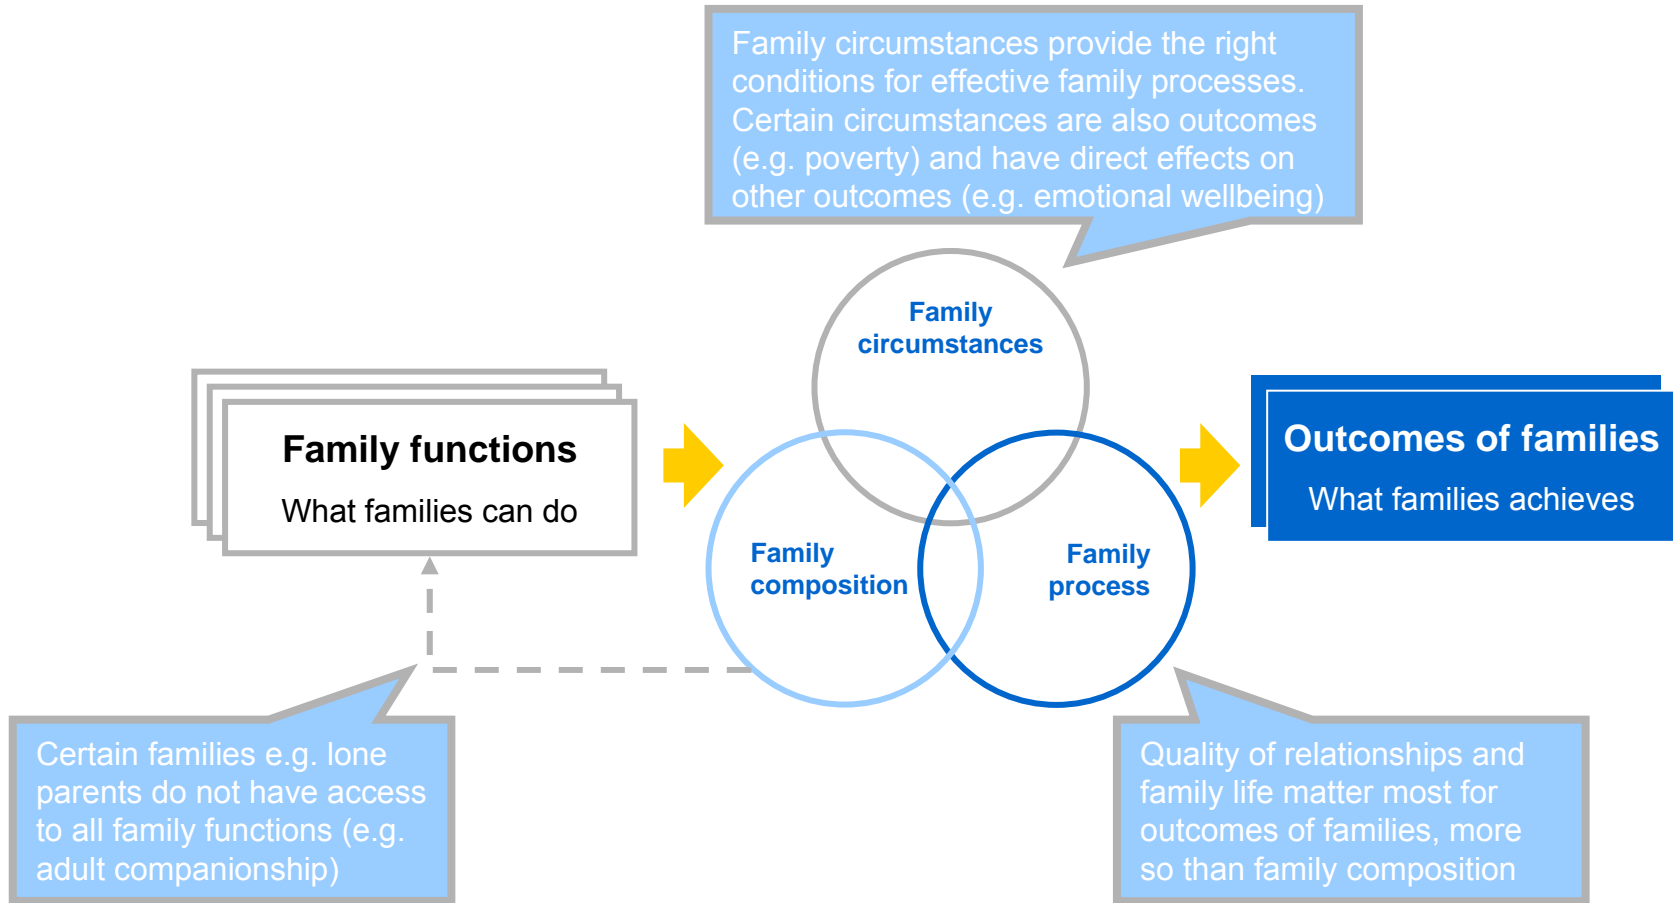 Family circumstances provide the right
conditions for effective family processes.
Certain circumstances are also outcomes
(e.g. poverty) and have direct effects on
other outcomes (e.g. emotional wellbeing)
Family
circumstances
Family functions
What families can do
Outcomes of families
What families achieves
Family
composition
Family
process
Certain families e.g. lone
parents do not have access
to all family functions (e.g.
adult companionship)
Quality of relationships and
family life matter most for
outcomes of families, more
so than family composition